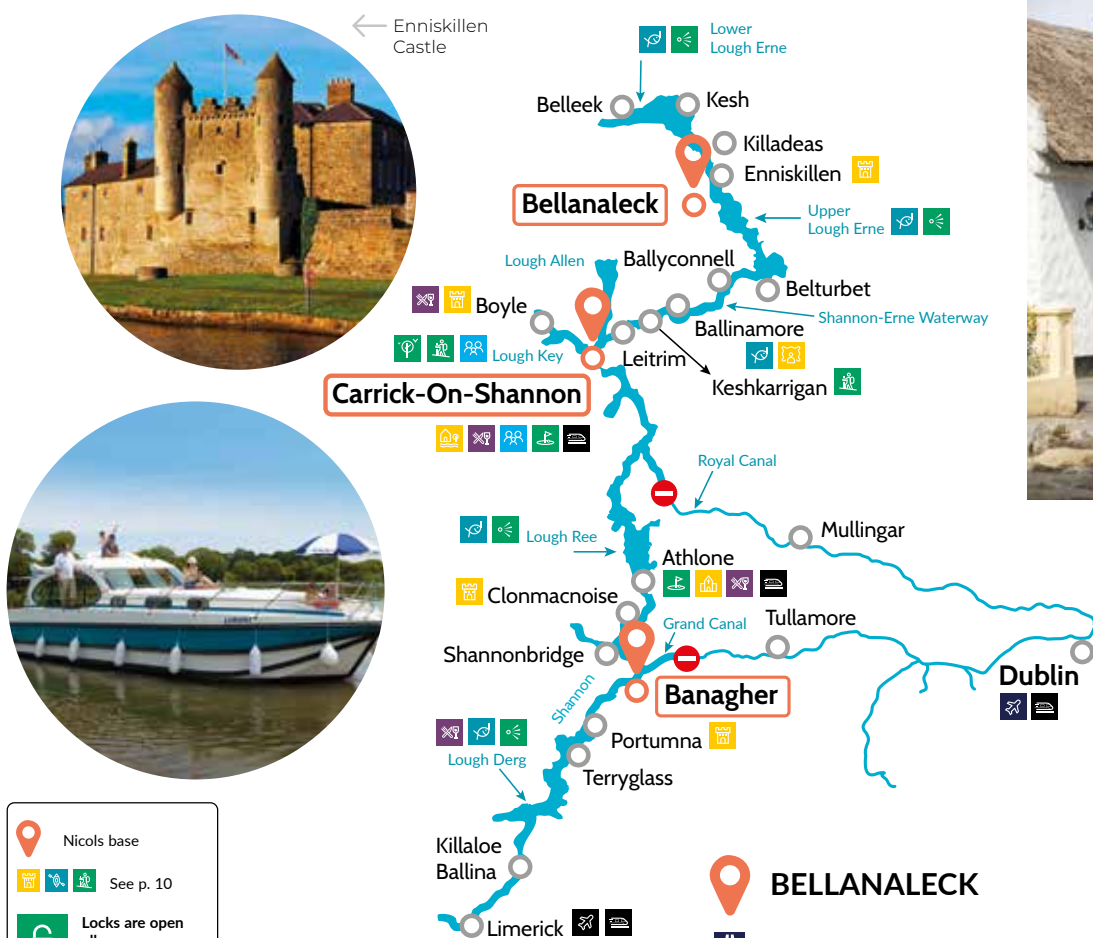 Enniskillen
Castle
Lower
Lough Erne
Belleek
Kesh
Killadeas
Enniskillen
Bellanaleck
Upper
Lough Erne
Lough Allen
Ballyconnell
Belturbet
Boyle
Shannon-Erne Waterway
Ballinamore
Lough Key
Leitrim
Keshkarrigan
Carrick-On-Shannon
Royal Canal
Mullingar
Lough Ree
Athlone
Clonmacnoise
Tullamore
Grand Canal
Shannonbridge
Dublin
Shannon
Banagher
Portumna
Lough Derg
Terryglass
Killaloe
Ballina
Limerick
Nicols base
See p. 10
Locks are open
BELLANALECK